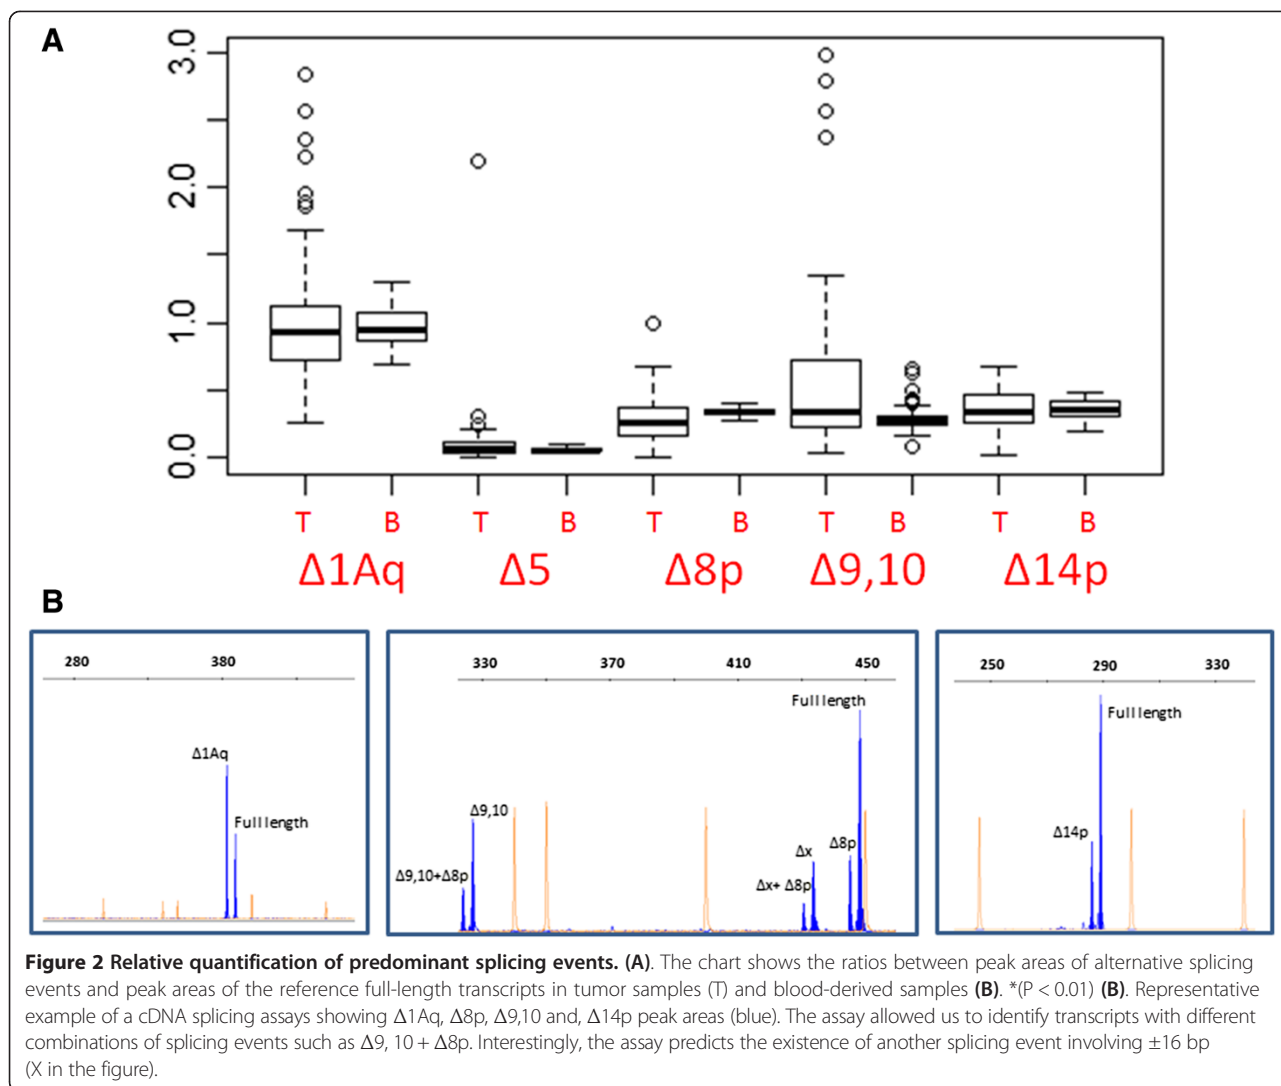 A
3.0
2.0
1.0
0.0
T B T B T B T B T B
Δ1Aq Δ5 Δ8p Δ9,10 Δ14p
B
280 380
Δ1Aq
Full length
330 370 410 450
Full length
Δ9,10
Δ9,10+Δ8p
Δx
Δx+ Δ8p
Δ8p
250 290 330
Full length
Δ14p
Figure 2 Relative quantification of predominant splicing events. (A). The chart shows the ratios between peak areas of alternative splicing
events and peak areas of the reference full-length transcripts in tumor samples (T) and blood-derived samples (B). *(P < 0.01) (B). Representative
example of a cDNA splicing assays showing Δ1Aq, Δ8p, Δ9,10 and, Δ14p peak areas (blue). The assay allowed us to identify transcripts with different
combinations of splicing events such as Δ9, 10 + Δ8p. Interestingly, the assay predicts the existence of another splicing event involving ±16 bp
(X in the figure).